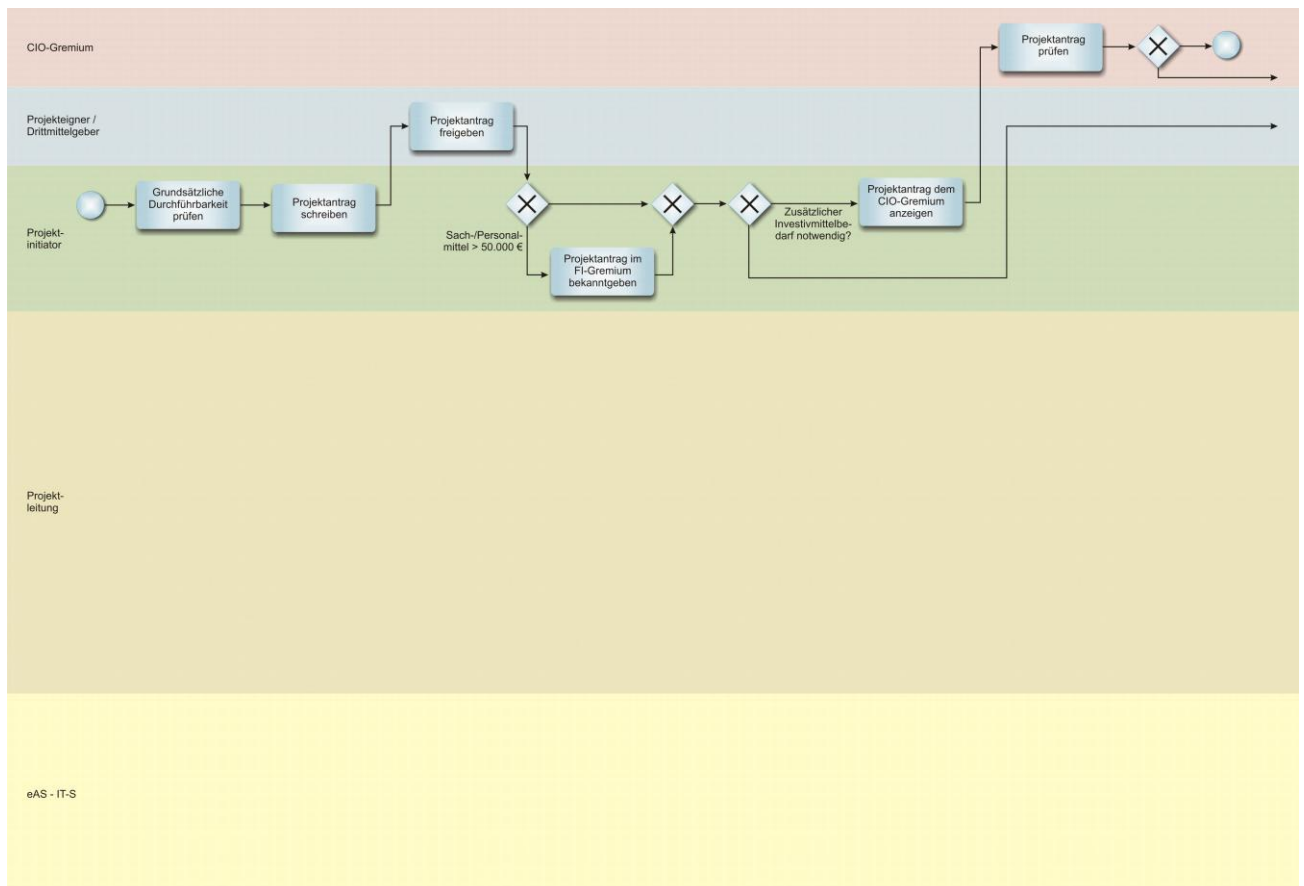 CIO-Gremium
Projektantrag
prüfen
Projekteigner /
Drittmittelgeber
Projektantrag
freigeben
Projekt-
initiator
Grundsätzliche
Durchführbarkeit
prüfen
Projektantrag
schreiben
Sach-/Personal-
mittel > 50.000 €
Projektantrag im
FI-Gremium
bekanntgeben
Zusätzlicher
Investivmittelbe-
darf notwendig?
Projektantrag dem
CIO-Gremium
anzeigen
Projekt-
leitung
eAS - IT-S